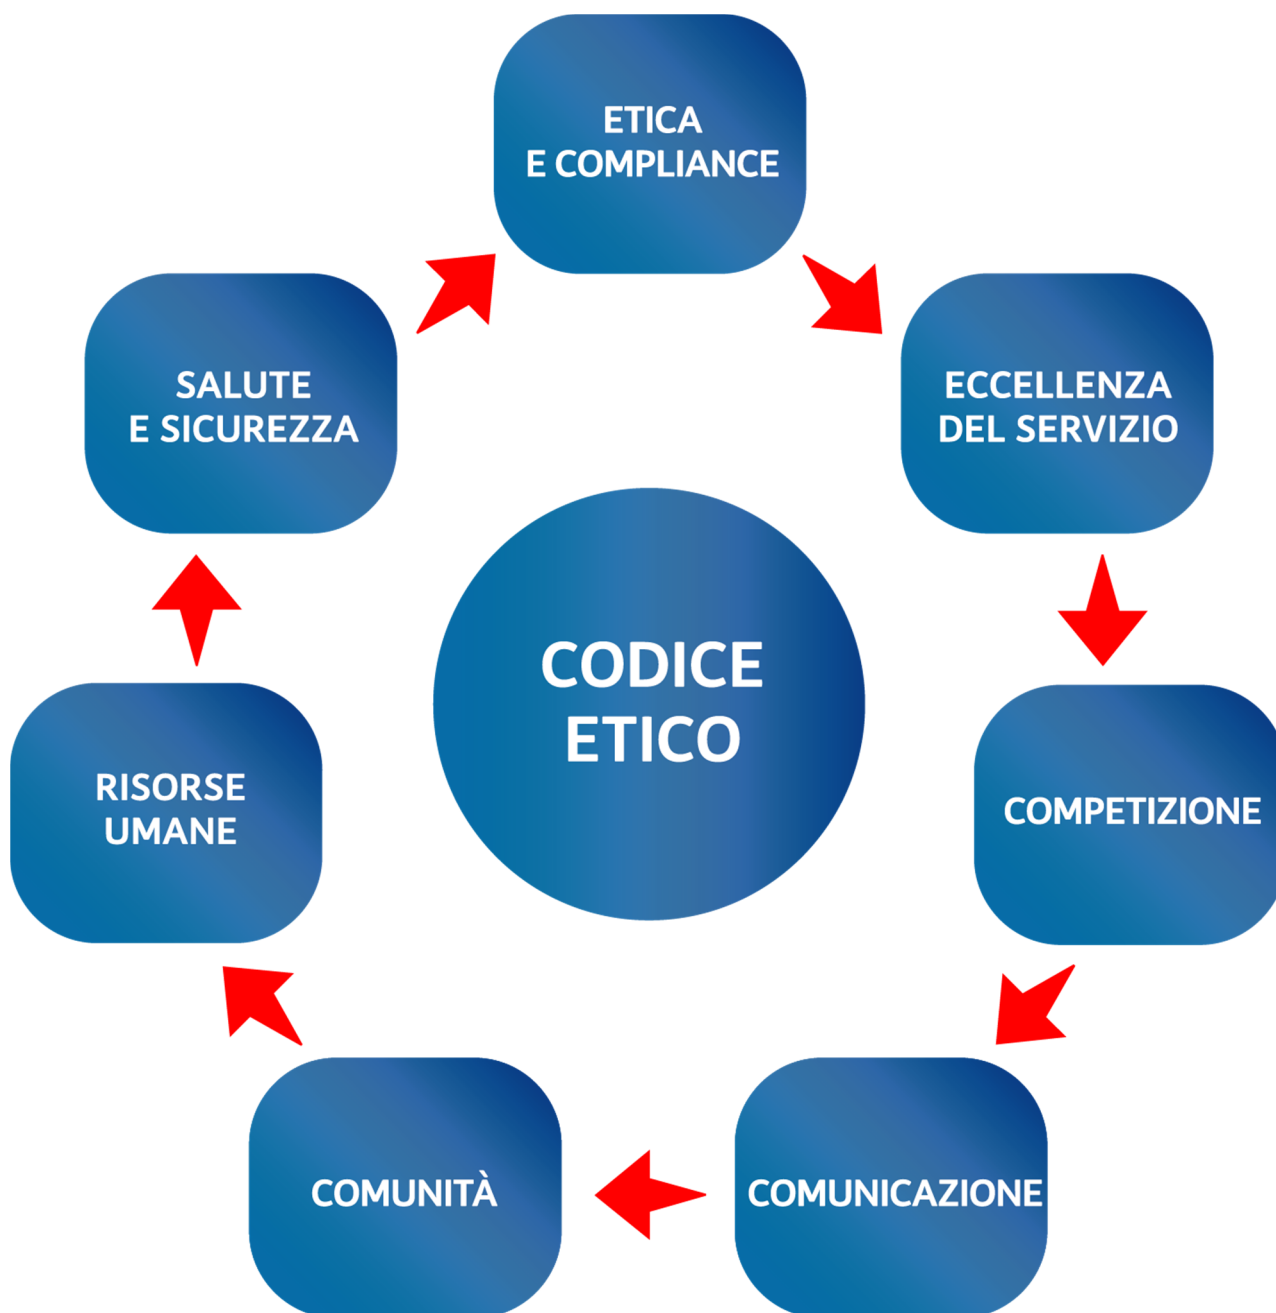 ETICA
E COMPLIANCE
ECCELLENZA
DEL SERVIZIO
COMPETIZIONE
COMUNICAZIONE
COMUNITÀ
RISORSE
UMANE
SALUTE
E SICUREZZA
CODICE
ETICO